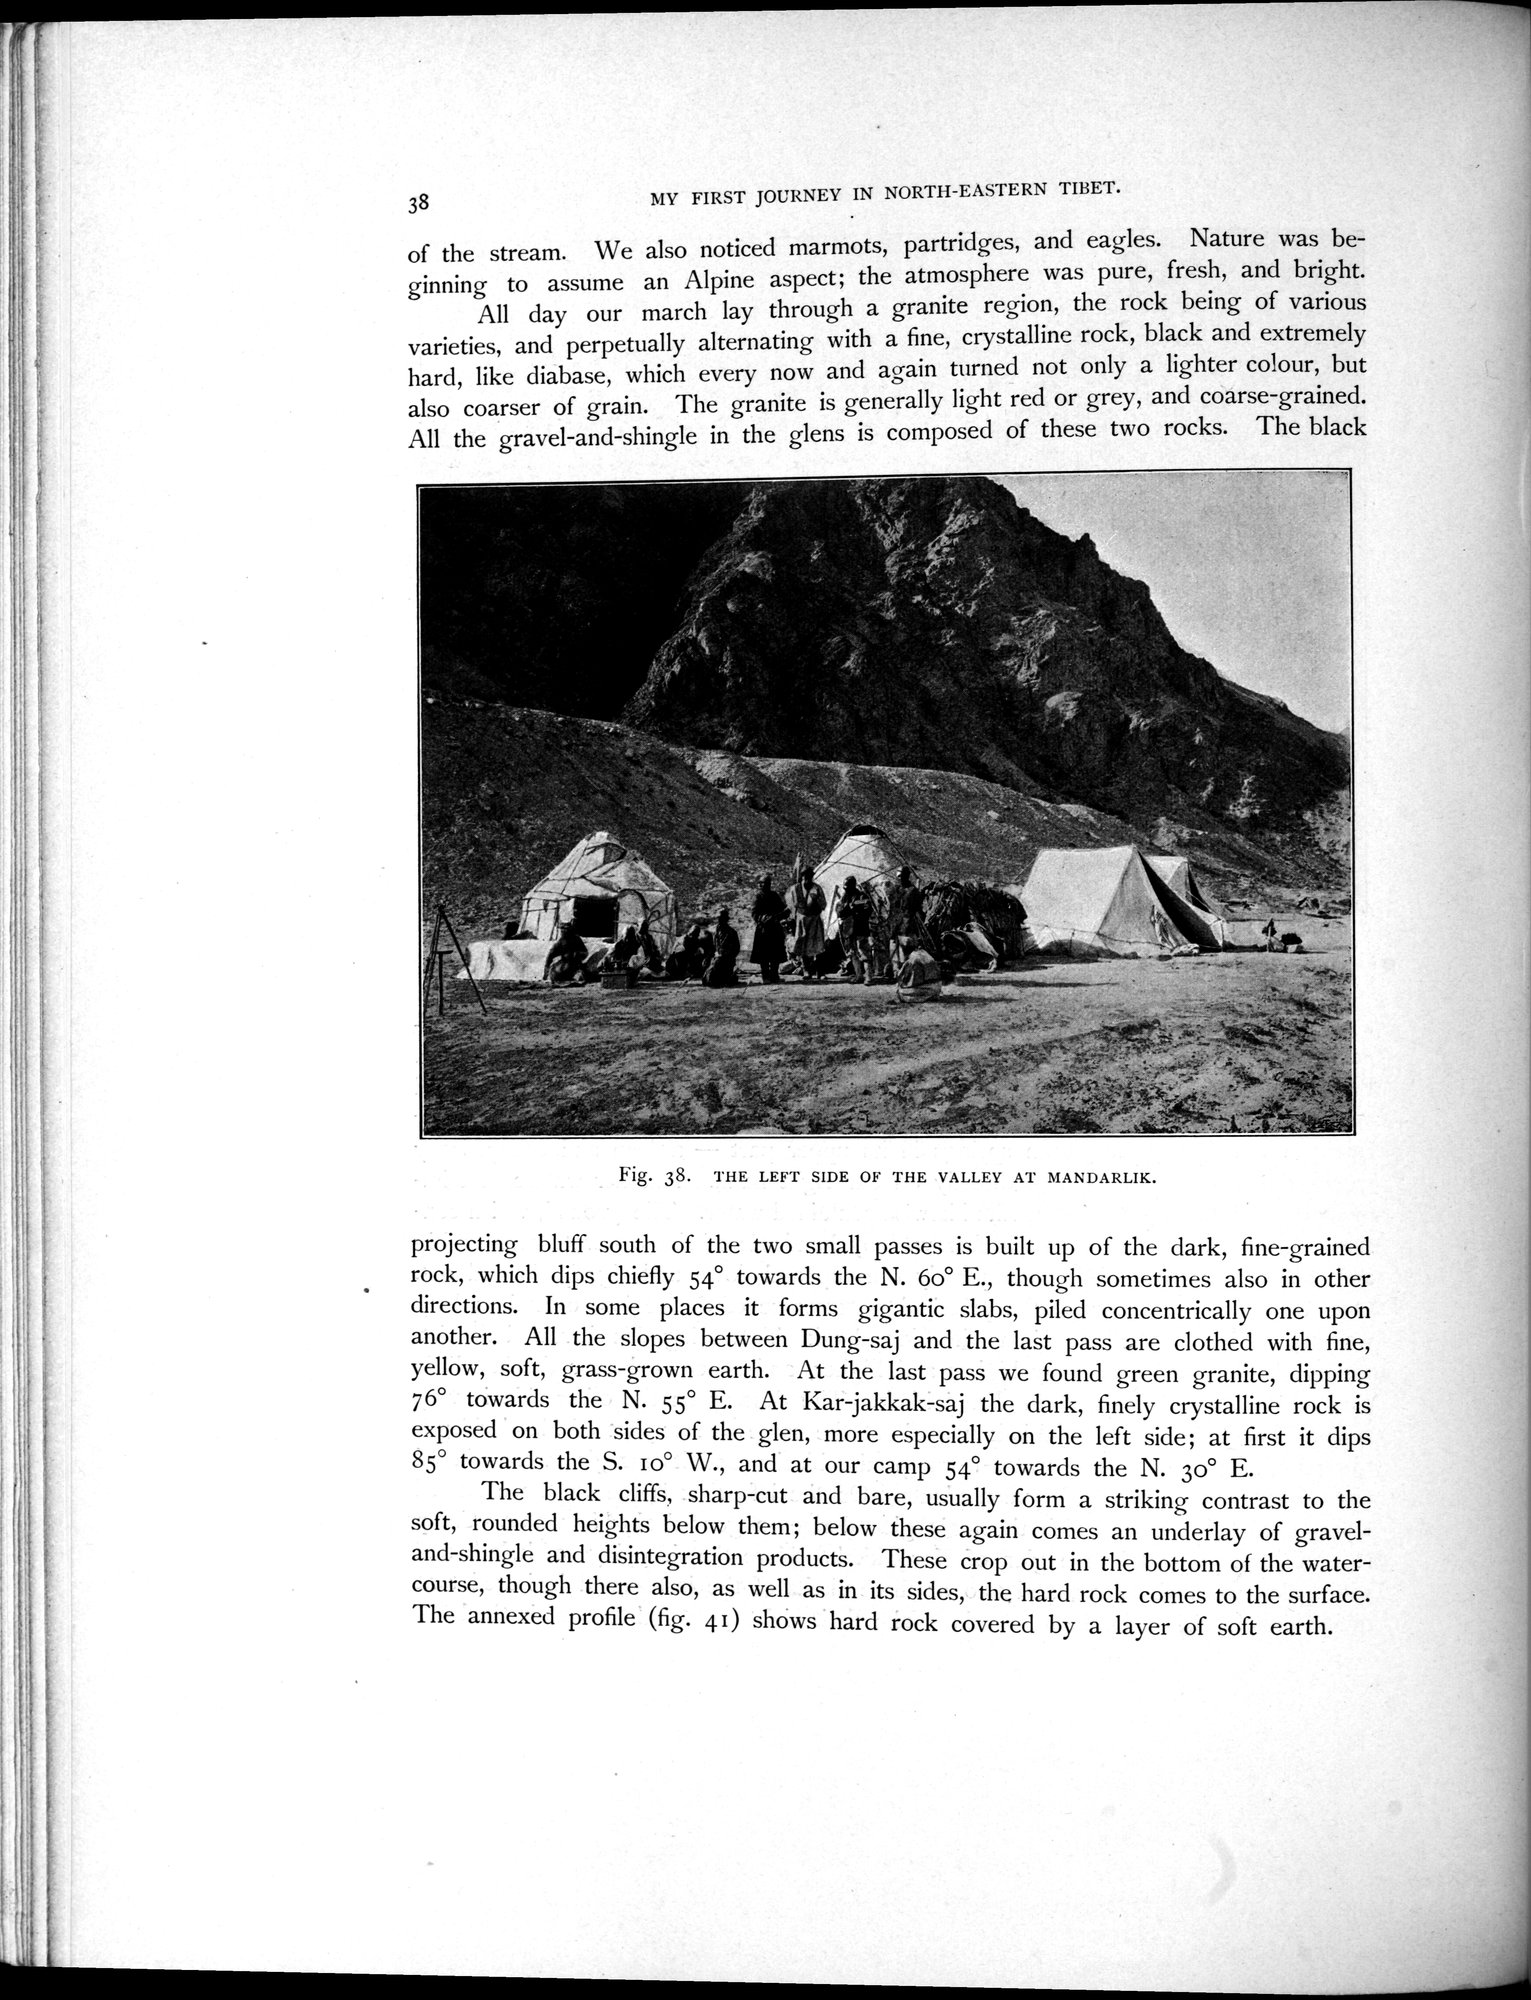 38
MY FIRST JOURNEY IN NORTH-EASTERN TIBET.
of the stream. We also noticed marmots, partridges, and eagles. Nature was be-
ginning to assume an Alpine aspect; the atmosphere was pure, fresh, and bright.
All day our march lay through a granite region, the rock being of various
varieties, and perpetually alternating with a fine, crystalline rock, black and extremely
hard, like diabase, which every now and again turned not only a lighter colour, but
also coarser of grain. The granite is generally light red or grey, and coarse-grained.
All the gravel-and-shingle in the glens is composed of these two rocks. The black
Fig. 38. THE LEFT SIDE OF THE VALLEY AT MANDARLIK.
projecting bluff south of the two small passes is built up of the dark, fine-grained
rock, which dips chiefly 54° towards the N. 60° E., though sometimes also in other
directions. In some places it forms gigantic slabs, piled concentrically one upon
another. All the slopes between Dung-saj and the last pass are clothed with fine,
yellow, soft, grass-grown earth. At the last pass we found green granite, dipping
76° towards the N. 55° E. At Kar-jakkak-saj the dark, finely crystalline rock is
exposed on both sides of the glen, more especially on the left side; at first it dips
85° towards the S. 10° W., and at our camp 54° towards the N. 30° E.
The black cliffs, sharp-cut and bare, usually form a striking contrast to the
soft, rounded heights below them; below these again comes an underlay of gravel-
and-shingle and disintegration products. These crop out in the bottom of the water-
course, though there also, as well as in its sides, the hard rock comes to the surface.
The annexed profile (fig. 41) shows hard rock covered by a layer of soft earth.